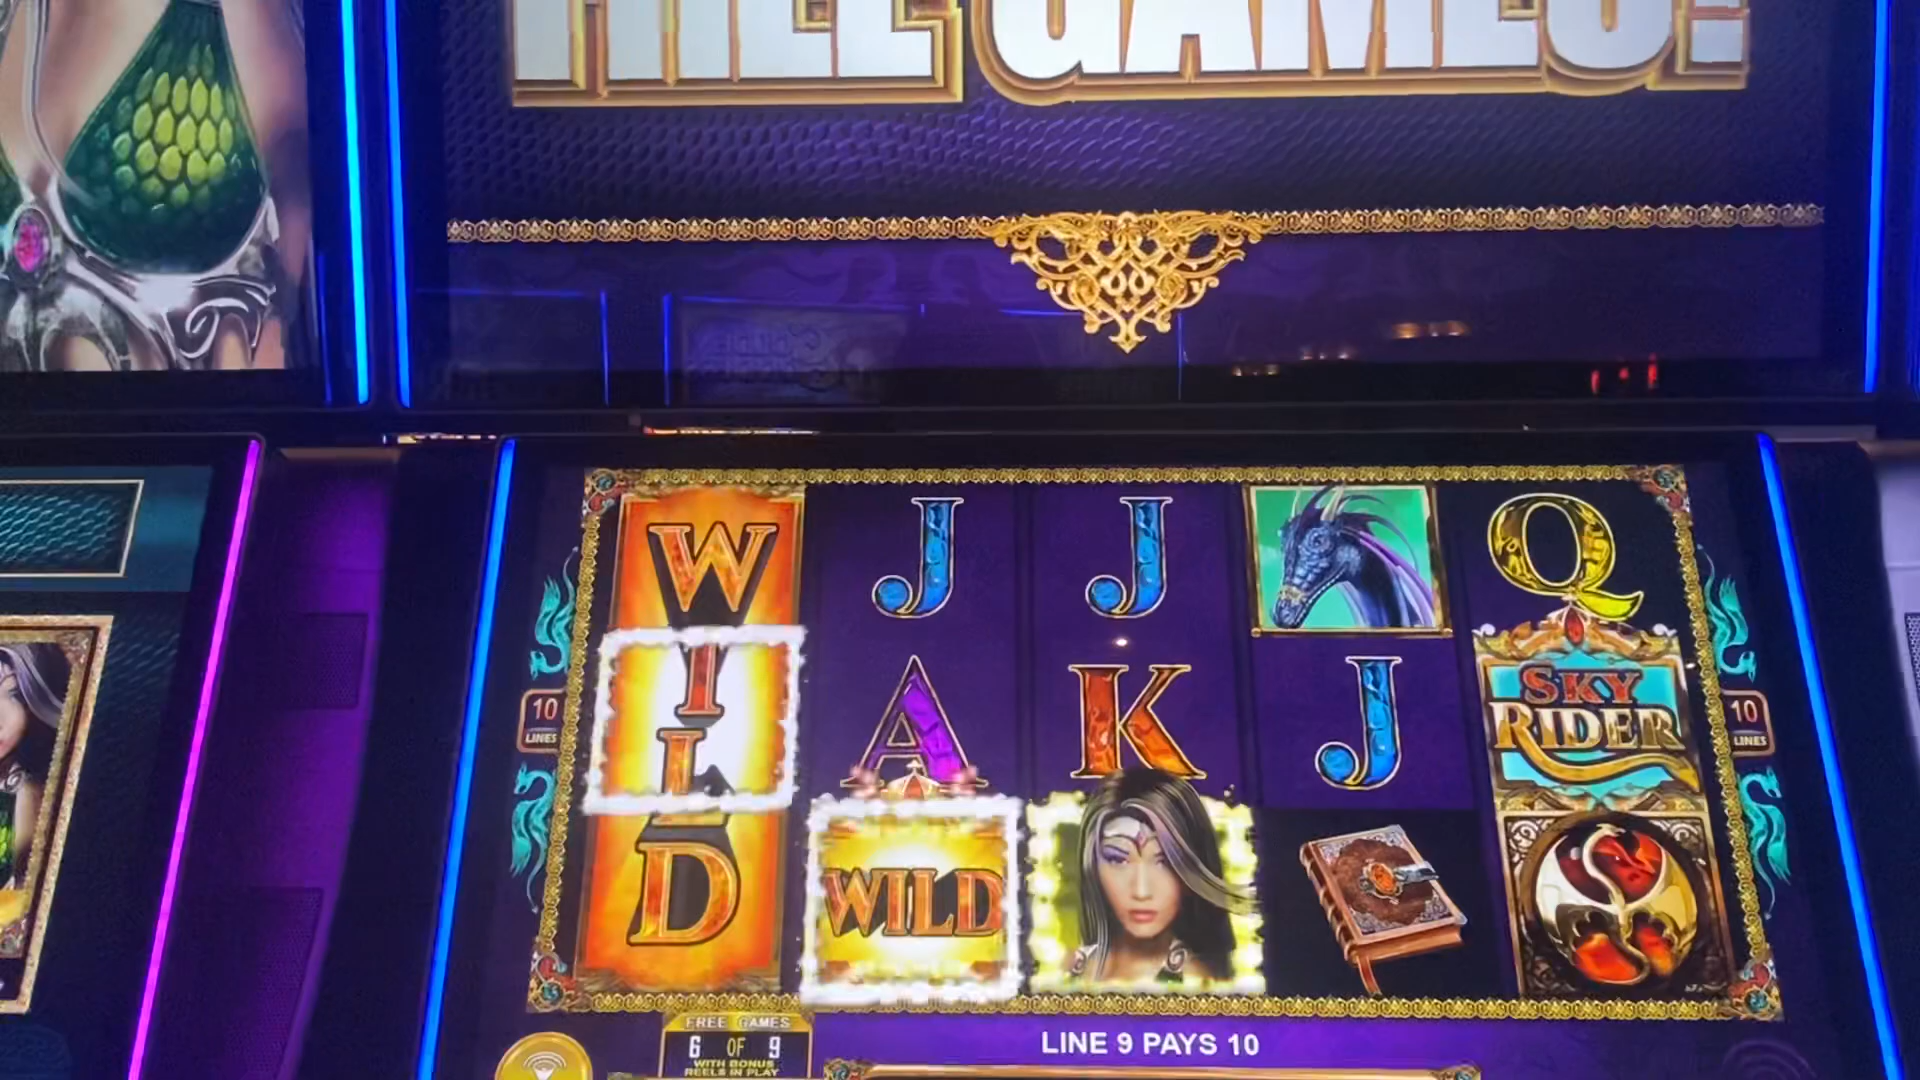 FREE GAMES!
WILD
J
J
Q
10
LINES
A
K
J
SKY
RIDER
10
LINES
WILD
FREE GAMES
6 OF 9
WITH BONUS
REELS IN PLAY
LINE 9 PAYS 10